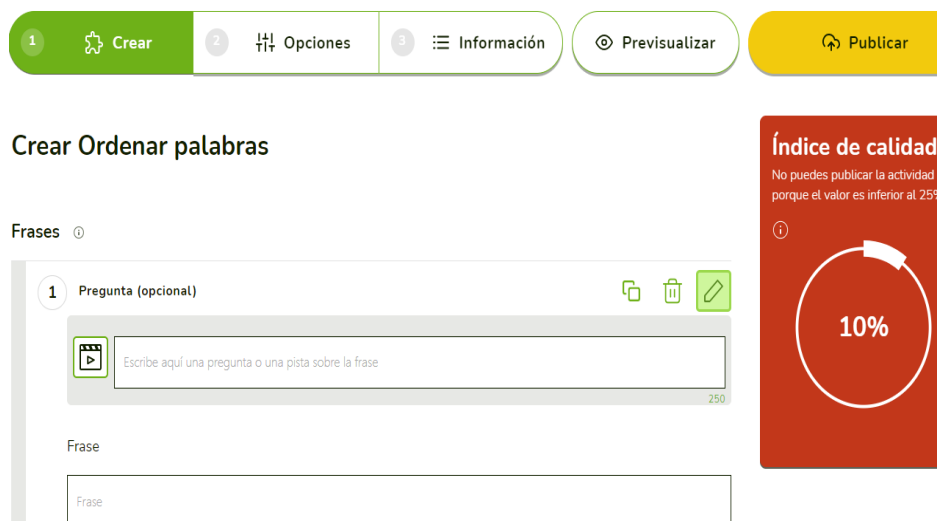 1 Crear 2 Opciones 3 Información Previsualizar Publicar
Crear Ordenar palabras
Índice de calidad
No puedes publicar la actividad
porque el valor es inferior al 25%
Frases
1 Pregunta (opcional)
10%
Escribe aquí una pregunta o una pista sobre la frase
250
Frase
Frase